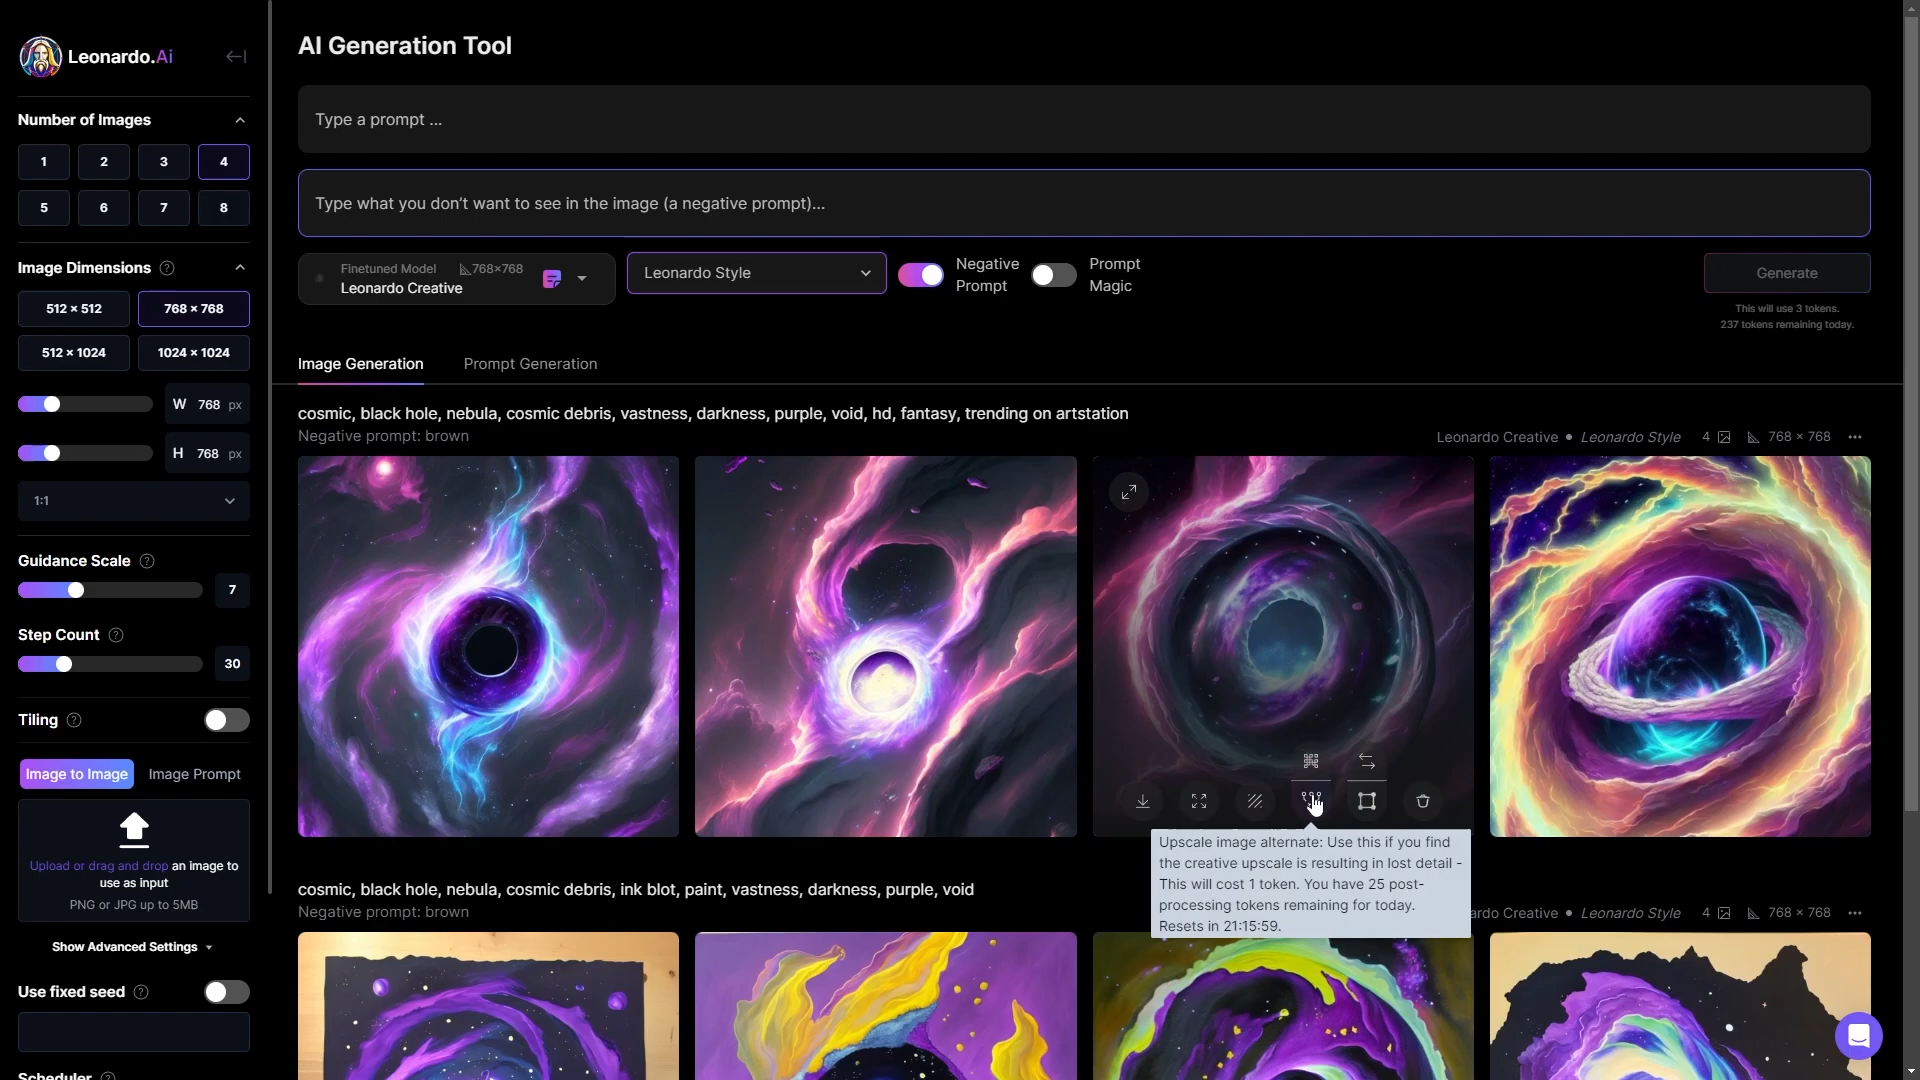 Leonardo.Ai
Number of Images
1 2 3 4
5 6 7 8
Image Dimensions ?
512 × 512 768 × 768
512 × 1024 1024 × 1024
W 768 px
H 768 px
1:1
Guidance Scale ?
7
Step Count ?
30
Tiling ?
Image to Image Image Prompt
Upload or drag and drop an image to
use as input
PNG or JPG up to 5MB
Show Advanced Settings
Use fixed seed ?
Scheduler ?
AI Generation Tool
Type a prompt ...
Type what you don't want to see in the image (a negative prompt)...
Finetuned Model 768×768
Leonardo Creative
Leonardo Style
Negative
Prompt
Prompt
Magic
Generate
This will use 3 tokens.
237 tokens remaining today.
Image Generation Prompt Generation
cosmic, black hole, nebula, cosmic debris, vastness, darkness, purple, void, hd, fantasy, trending on artstation
Negative prompt: brown
Leonardo Creative • Leonardo Style 4 768 × 768
Upscale image alternate: Use this if you find
the creative upscale is resulting in lost detail -
This will cost 1 token. You have 25 post-
processing tokens remaining for today.
Resets in 21:15:59.
cosmic, black hole, nebula, cosmic debris, ink blot, paint, vastness, darkness, purple, void
Negative prompt: brown
ardo Creative • Leonardo Style 4 768 × 768